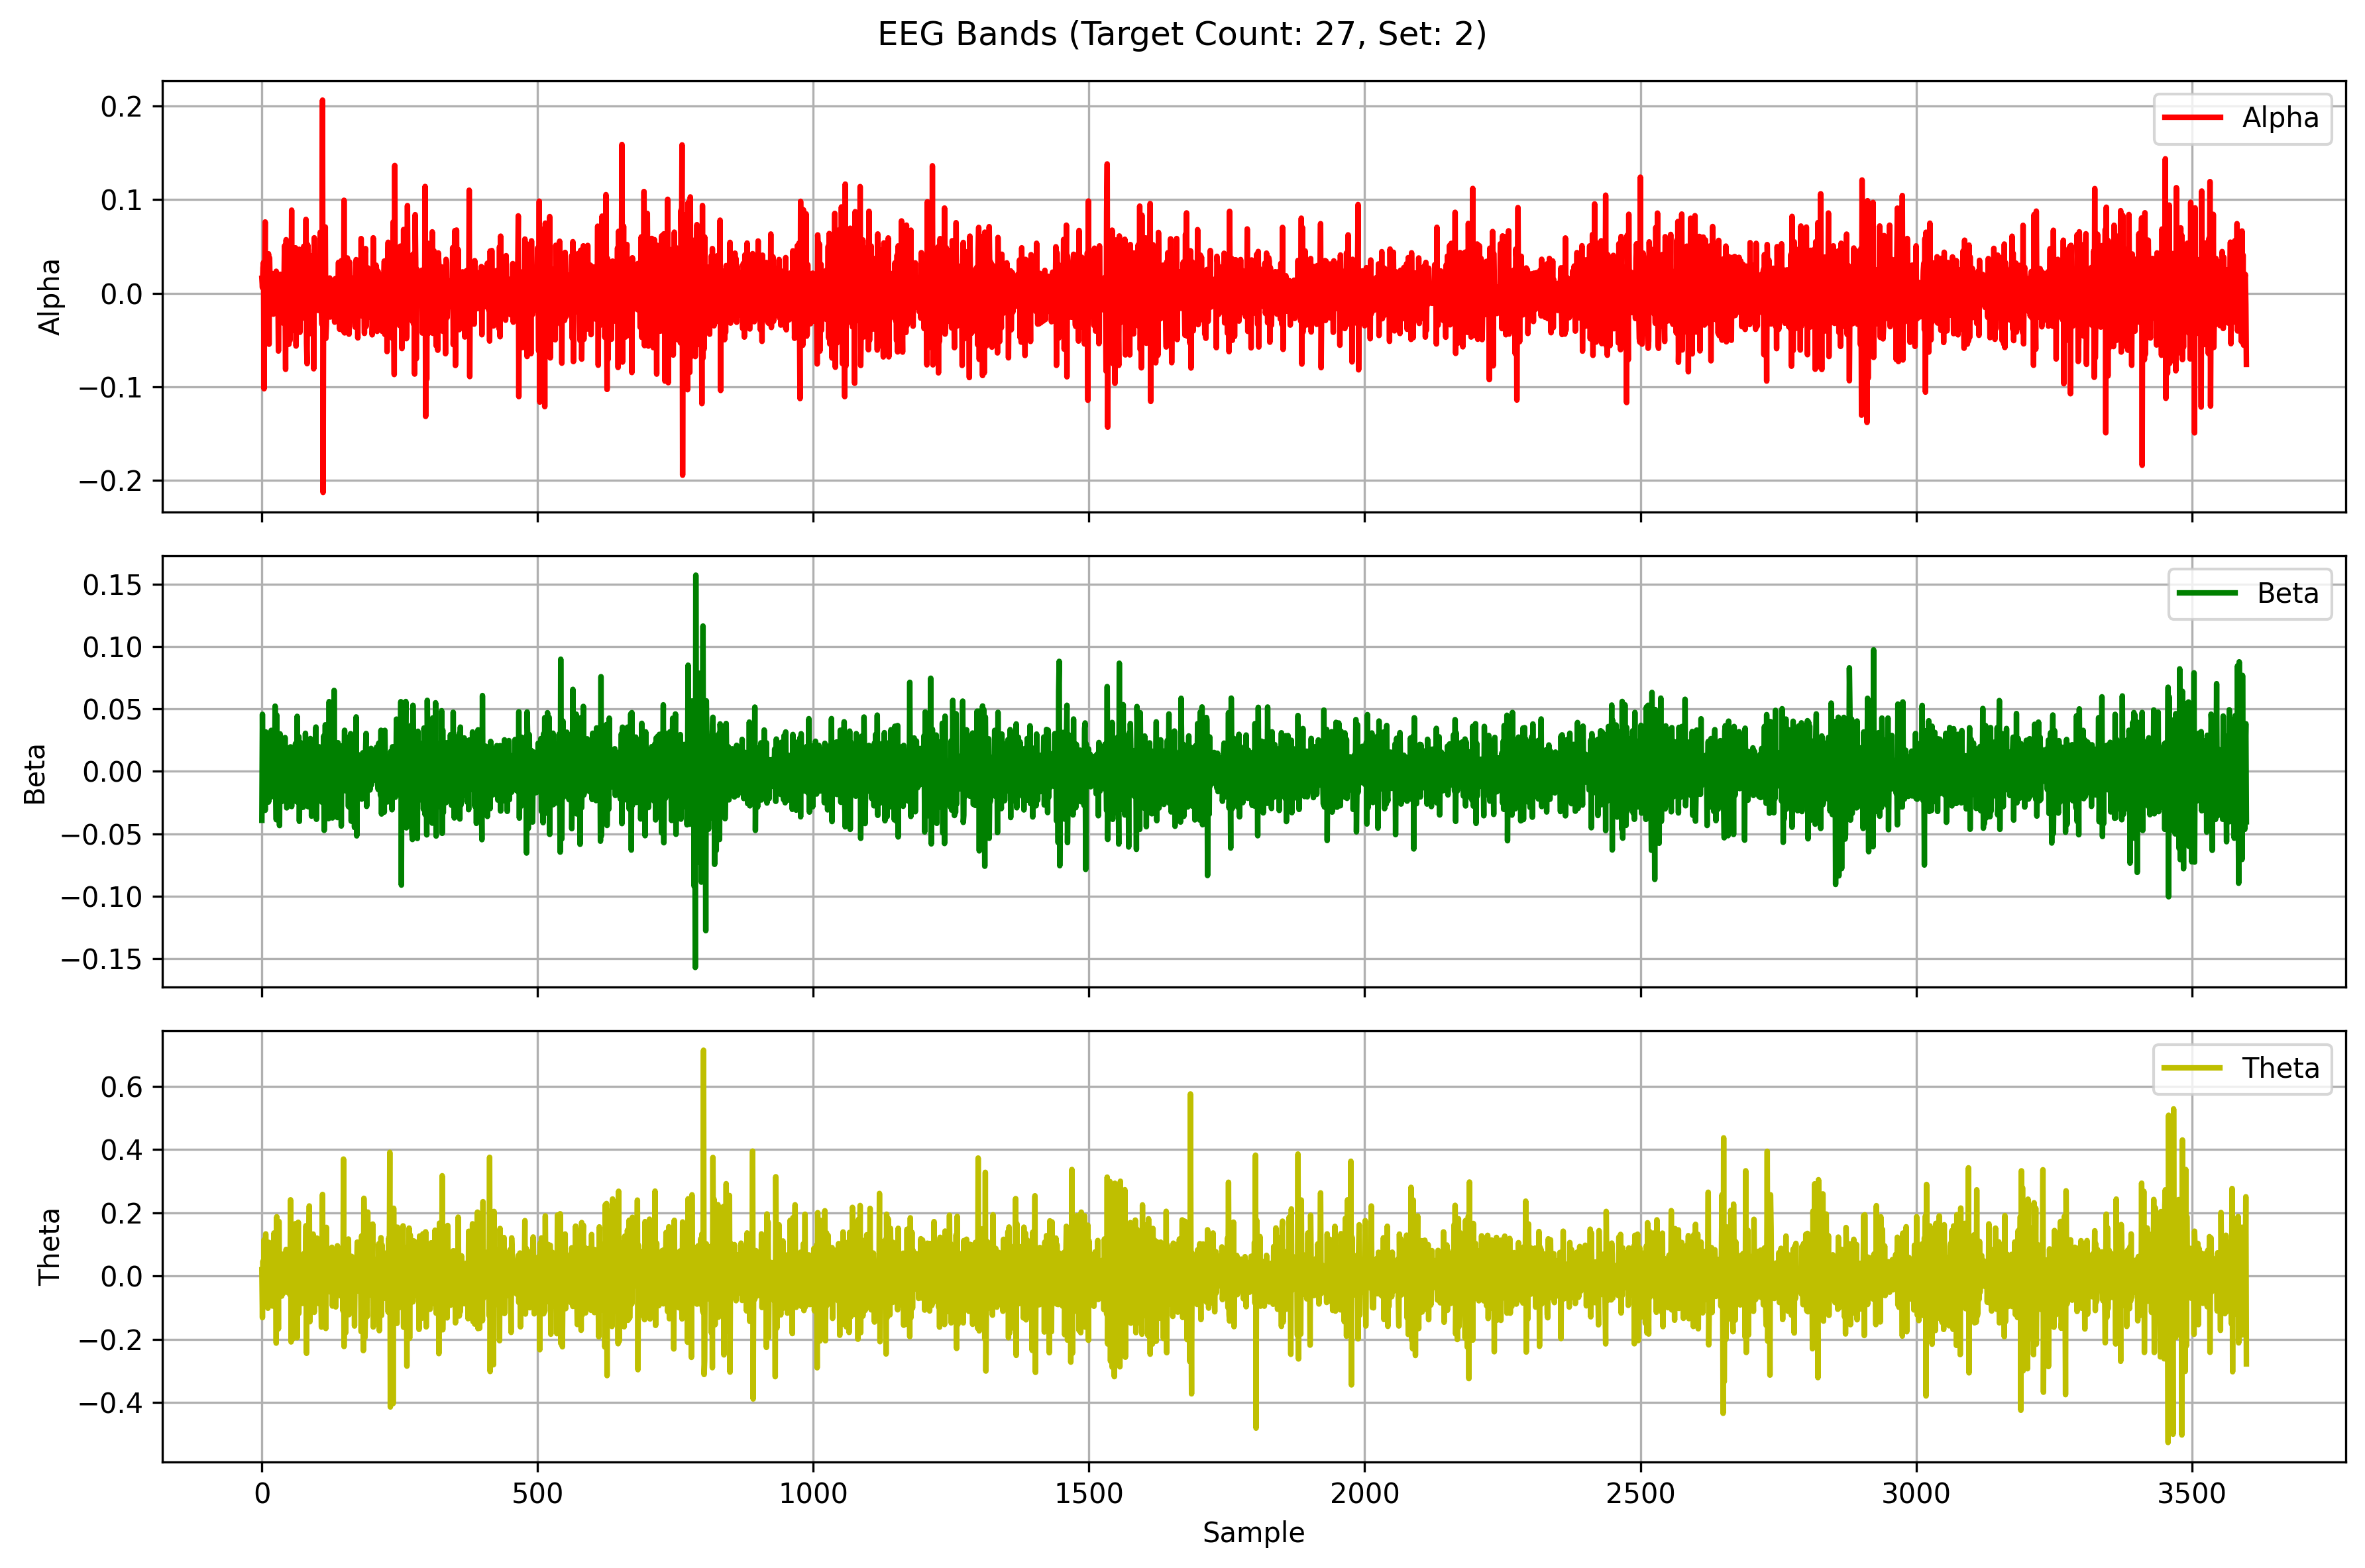 EEG Bands (Target Count: 27, Set: 2)
0.2
0.1
0.0
−0.1
−0.2
Alpha
Alpha
0.15
0.10
0.05
0.00
−0.05
−0.10
−0.15
Beta
Beta
0.6
0.4
0.2
0.0
−0.2
−0.4
Theta
Theta
0 500 1000 1500 2000 2500 3000 3500
Sample